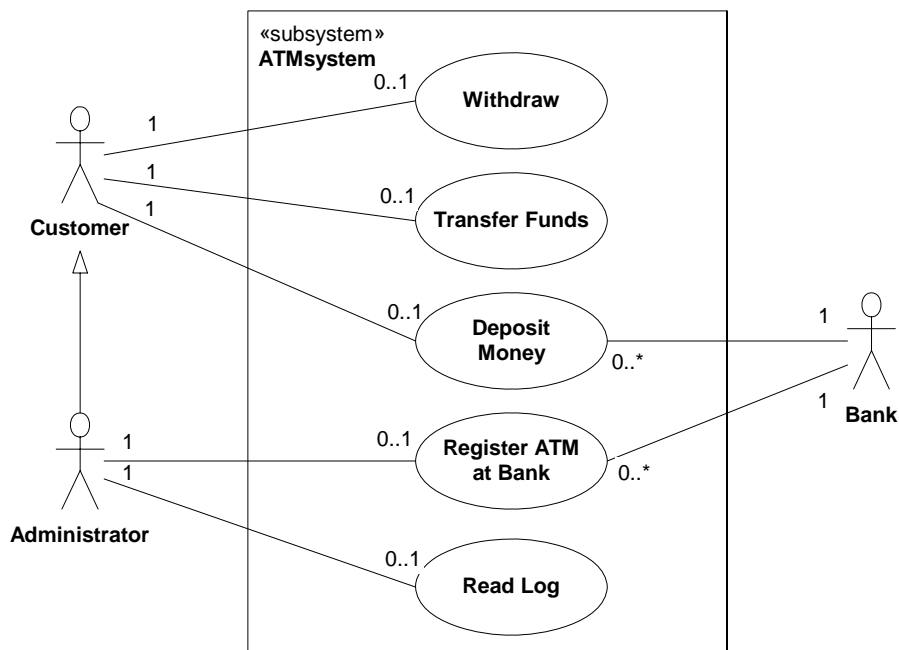 «subsystem»
ATMsystem
0..1
Withdraw
1
1
0..1
Transfer Funds
1
Customer
0..1
Deposit
Money
1
0..*
1
Bank
1
0..1
Register ATM
at Bank
0..*
1
Administrator
0..1
Read Log